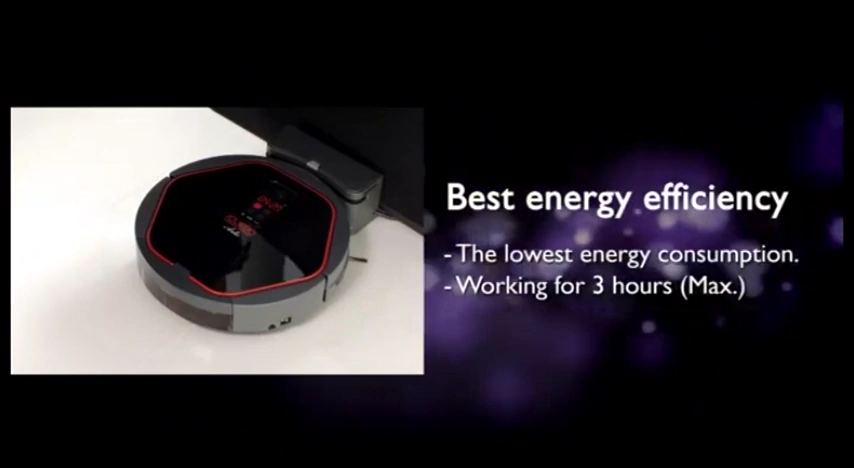 Best energy efficiency
- The lowest energy consumption.
- Working for 3 hours (Max.)